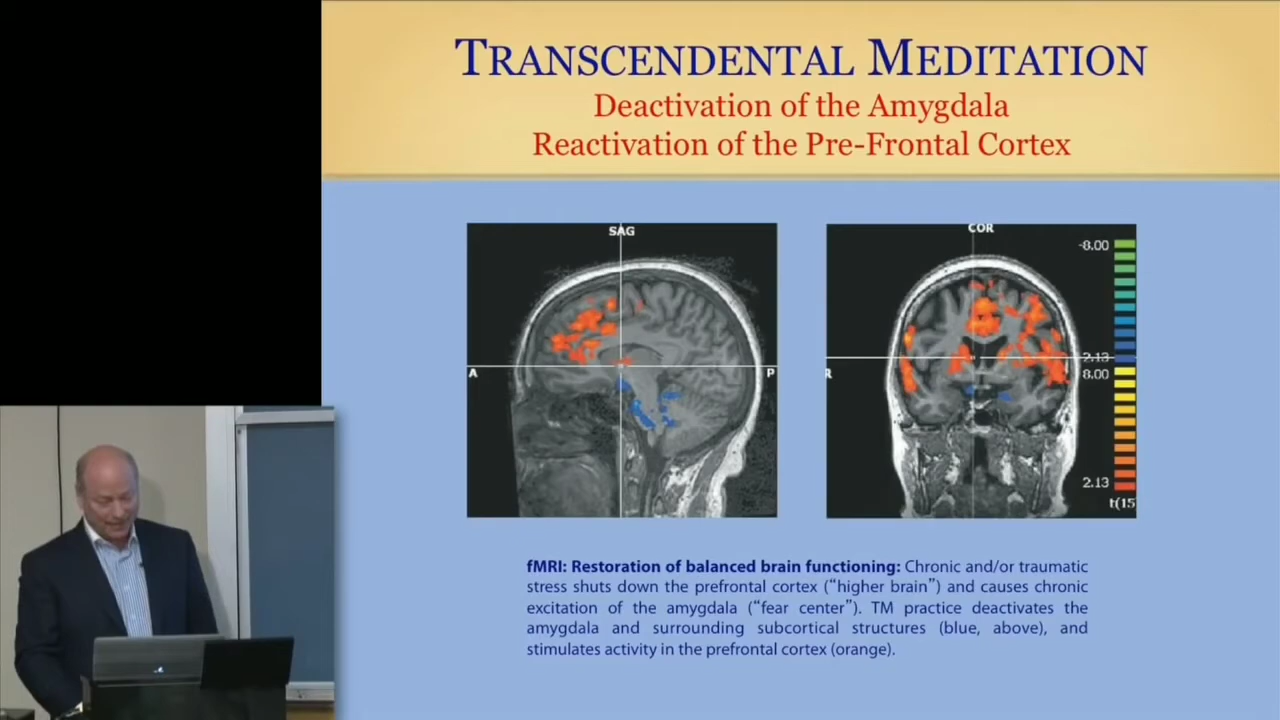 TRANSCENDENTAL MEDITATION
Deactivation of the Amygdala
Reactivation of the Pre-Frontal Cortex
SAG
A
P
COR
R
-8.00
2.13
8.00
2.13
t(15
fMRI: Restoration of balanced brain functioning: Chronic and/or traumatic
stress shuts down the prefrontal cortex (“higher brain”) and causes chronic
excitation of the amygdala (“fear center”). TM practice deactivates the
amygdala and surrounding subcortical structures (blue, above), and
stimulates activity in the prefrontal cortex (orange).